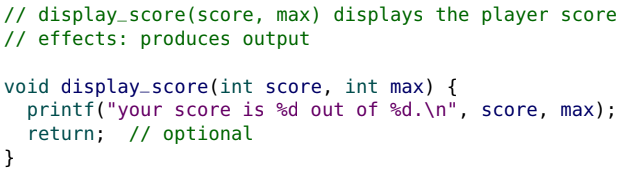 // display_score(score, max) displays the player score
// effects: produces output
void display_score(int score, int max) {
printf("your score is %d out of %d.\n", score, max);
return; // optional
}